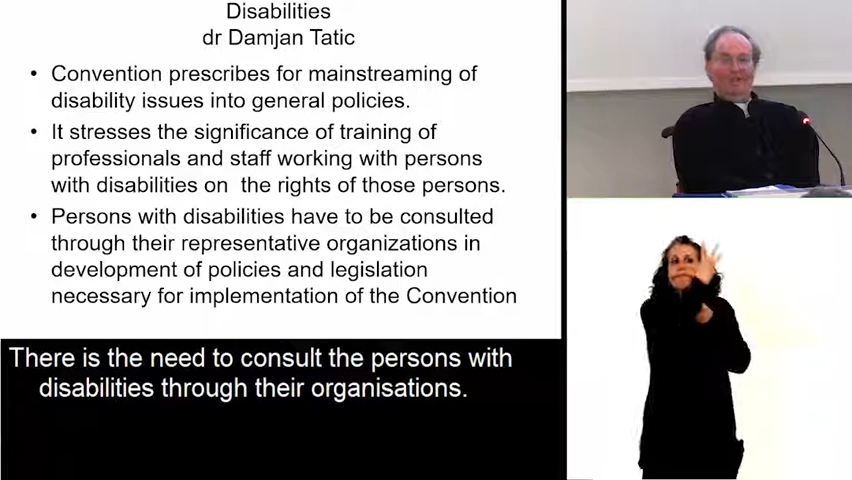 Disabilities
dr Damjan Tatic
• Convention prescribes for mainstreaming of
disability issues into general policies.
• It stresses the significance of training of
professionals and staff working with persons
with disabilities on the rights of those persons.
• Persons with disabilities have to be consulted
through their representative organizations in
development of policies and legislation
necessary for implementation of the Convention
There is the need to consult the persons with
disabilities through their organisations.